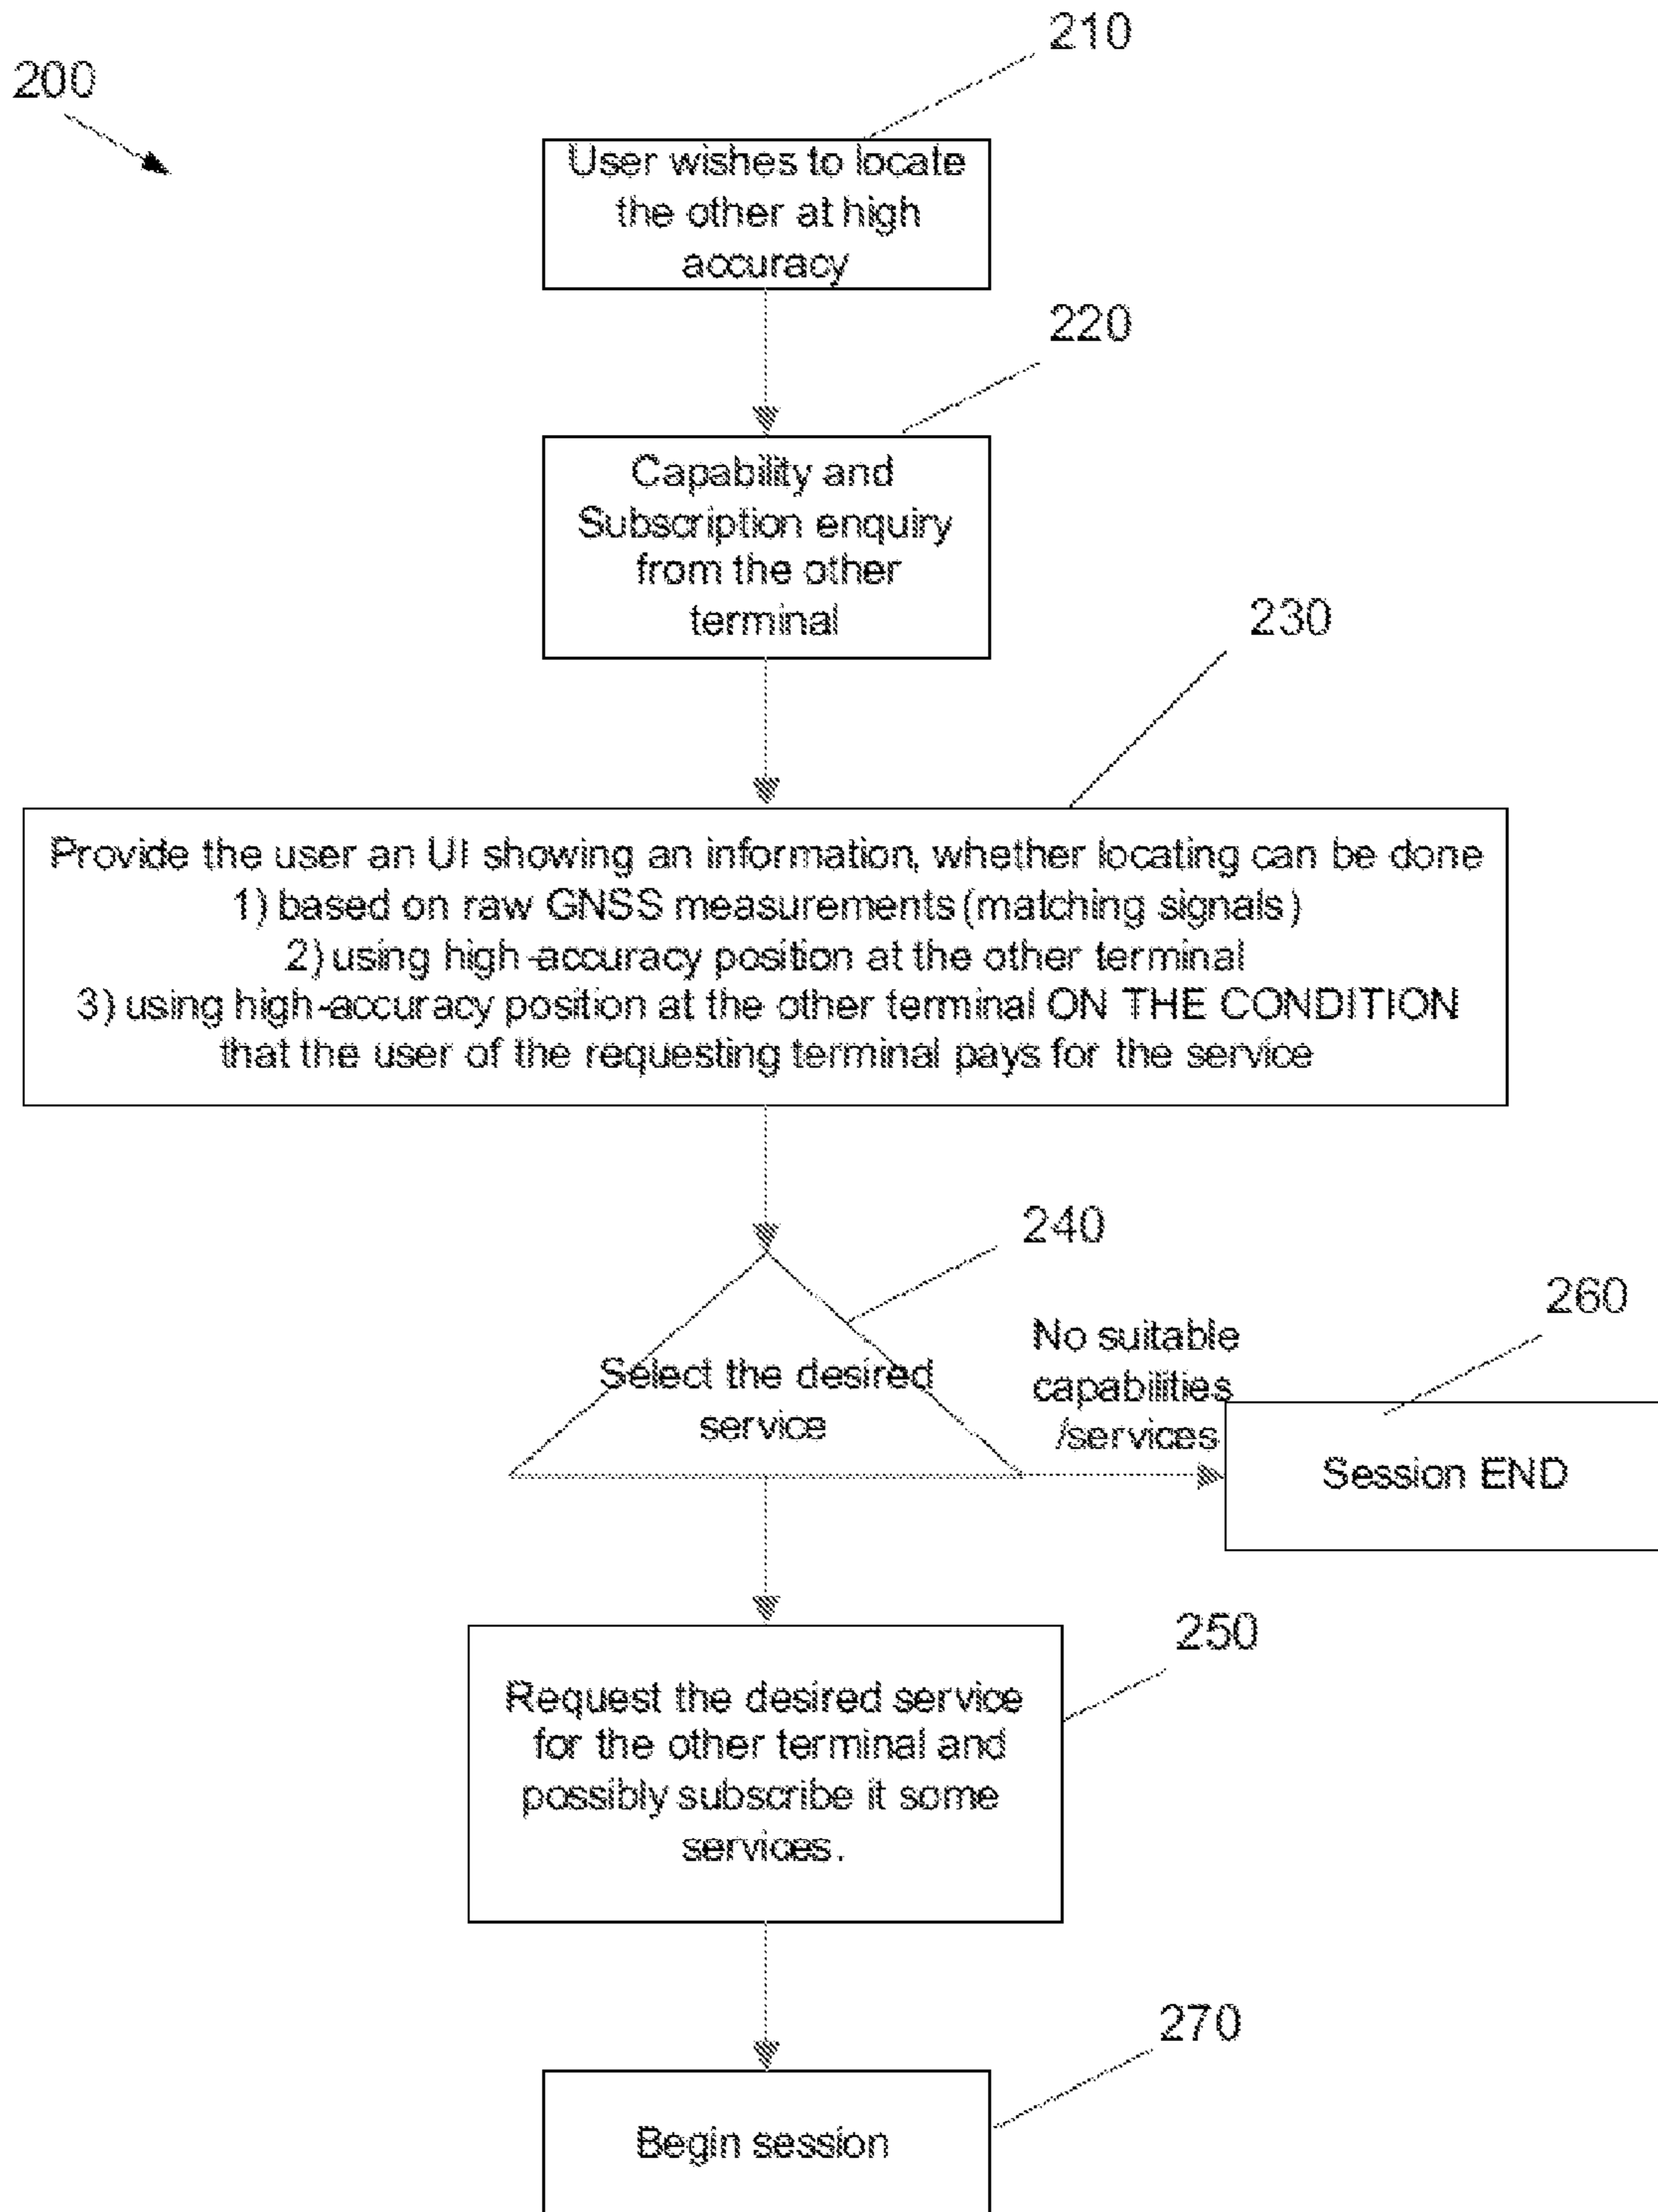 210
200
User wishes to locate
the other at high
accuracy
220
Capability and
Subscription enquiry
from the other
terminal
230
Provide the user an UI showing an information, whether locating can be done
1) based on raw GNSS measurements (matching signals)
2) using high-accuracy position at the other terminal
3) using high-accuracy position at the other terminal ON THE CONDITION
that the user of the requesting terminal pays for the service
240
260
No suitable
capabilities
/services
Select the desired
service
Session END
250
Request the desired service
for the other terminal and
possibly subscribe it some
services.
270
Begin session